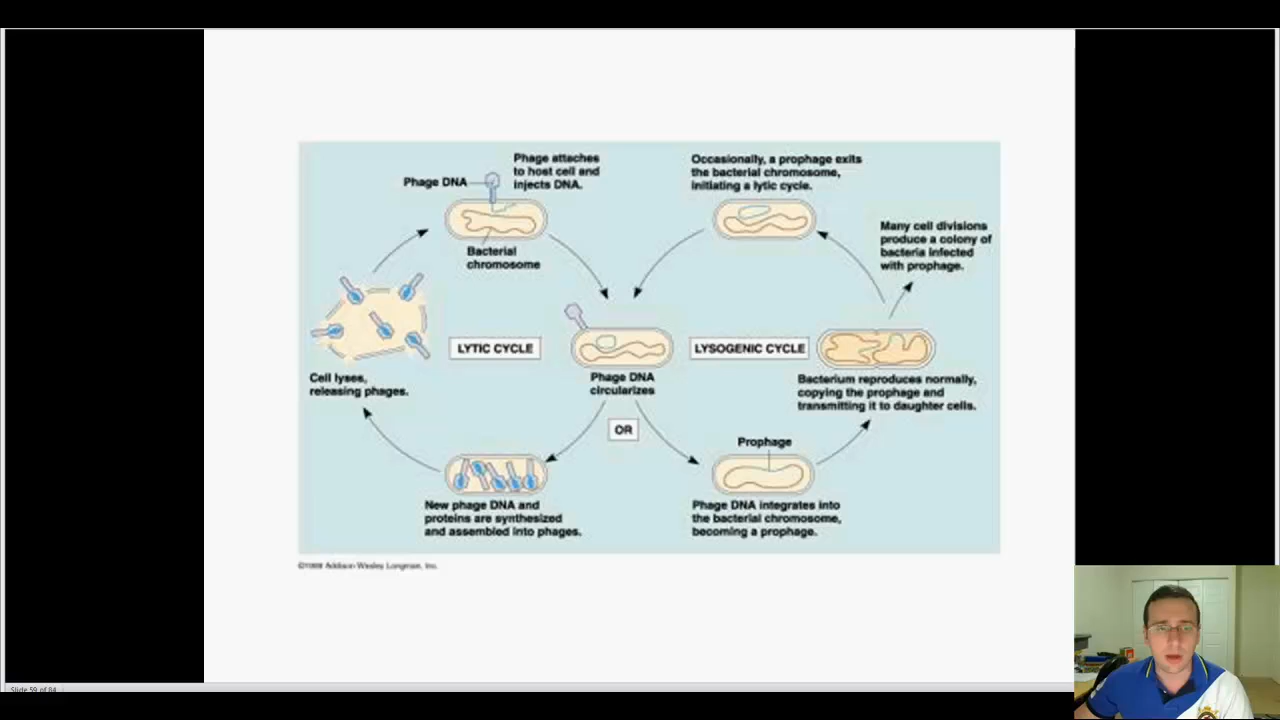 Phage DNA
Phage attaches
to host cell and
injects DNA.
Bacterial
chromosome
Occasionally, a prophage exits
the bacterial chromosome,
initiating a lytic cycle.
Many cell divisions
produce a colony of
bacteria infected
with prophage.
LYTIC CYCLE
LYSOGENIC CYCLE
Cell lyses,
releasing phages.
Phage DNA
circularizes
Bacterium reproduces normally,
copying the prophage and
transmitting it to daughter cells.
OR
Prophage
New phage DNA and
proteins are synthesized
and assembled into phages.
Phage DNA integrates into
the bacterial chromosome,
becoming a prophage.
Addison Wesley Longman, Inc.
Slide 59 of 84